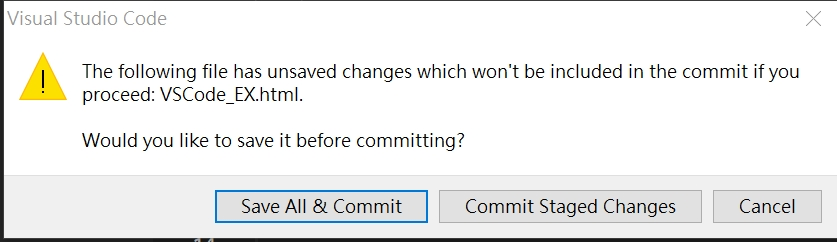 Visual Studio Code
The following file has unsaved changes which won't be included in the commit if you
proceed: VSCode_EX.html.
Would you like to save it before committing?
Save All & Commit
Commit Staged Changes
Cancel